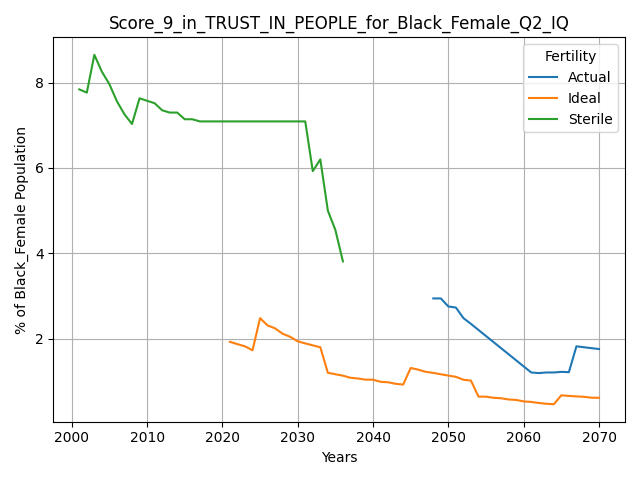 Score_9_in_TRUST_IN_PEOPLE_for_Black_Female_Q2_IQ
Fertility
Actual
Ideal
Sterile
% of Black_Female Population
8
6
4
2
2000 2010 2020 2030 2040 2050 2060 2070
Years